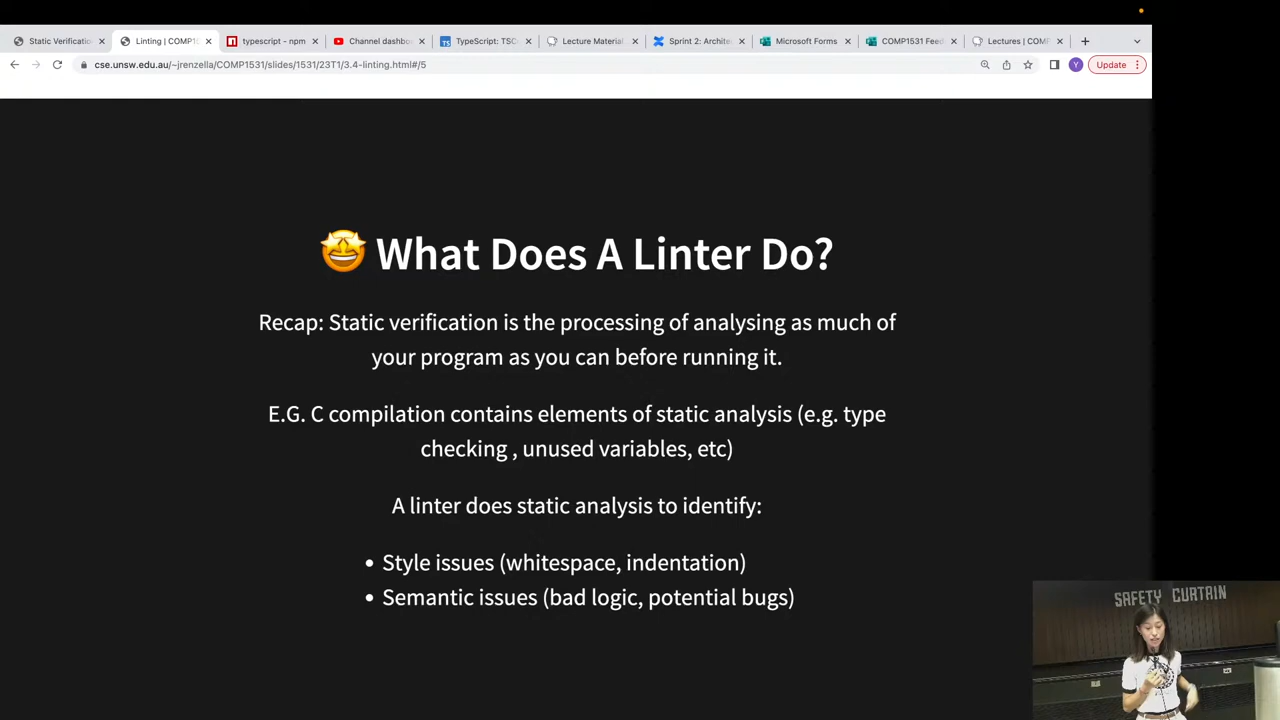 Static Verificatio
Linting | COMP15
typescript - npm
Channel dashbo
TypeScript: TSC
Lecture Material
Sprint 2: Archite
Microsoft Forms
COMP1531 Feed
Lectures | COMP
cse.unsw.edu.au/~jrenzella/COMP1531/slides/1531/23T1/3.4-linting.html#/5
Y
Update
What Does A Linter Do?
Recap: Static verification is the processing of analysing as much of
your program as you can before running it.
E.G. C compilation contains elements of static analysis (e.g. type
checking , unused variables, etc)
A linter does static analysis to identify:
• Style issues (whitespace, indentation)
• Semantic issues (bad logic, potential bugs)
SAFETY CURTAIN